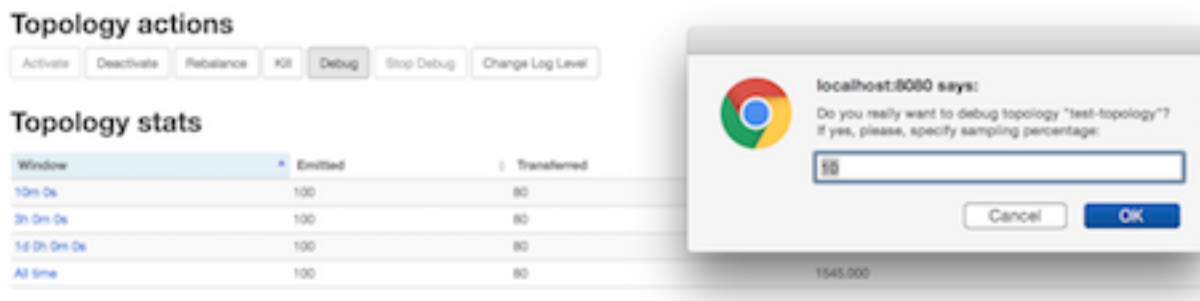 Topology actions
Activate Deactivate Rebalance Kill Debug Stop Debug Change Log Level
Topology stats
Window Emitted Transferred
10m 0s 100 80
3h 0m 0s 100 80
1d 0h 0m 0s 100 80
All time 100 80 1545.000
localhost:8080 says:
Do you really want to debug topology "test-topology"?
If yes, please, specify sampling percentage:
10
Cancel OK